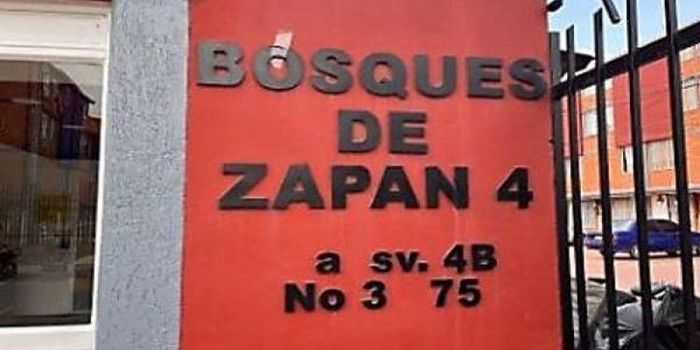 BOSQUES
DE
ZAPAN 4
a sv. 4B
No 3 75